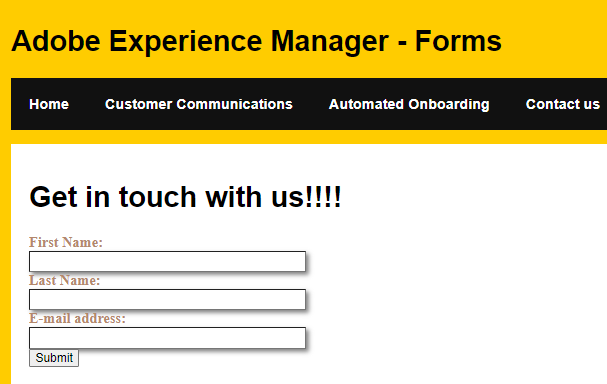 Adobe Experience Manager - Forms
Home Customer Communications Automated Onboarding Contact us
Get in touch with us!!!!
First Name:
Last Name:
E-mail address:
Submit